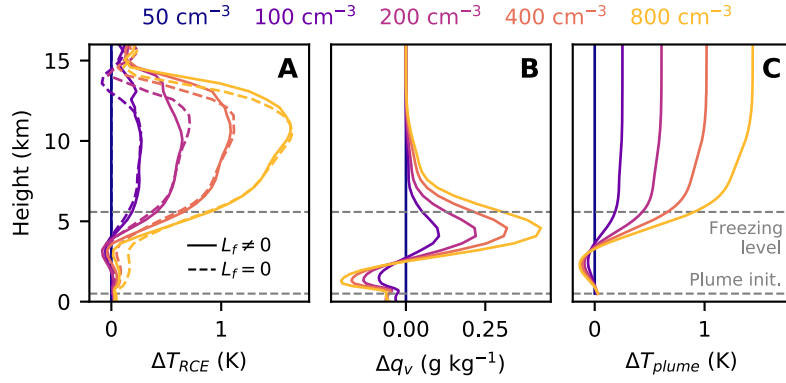 50 cm⁻³ 100 cm⁻³ 200 cm⁻³ 400 cm⁻³ 800 cm⁻³
A
B
C
15
10
5
0
Height (km)
L_f ≠ 0
L_f = 0
Freezing
level
Plume init.
0 1
0.00 0.25
0 1
ΔT_RCE (K)
Δq_v (g kg⁻¹)
ΔT_plume (K)